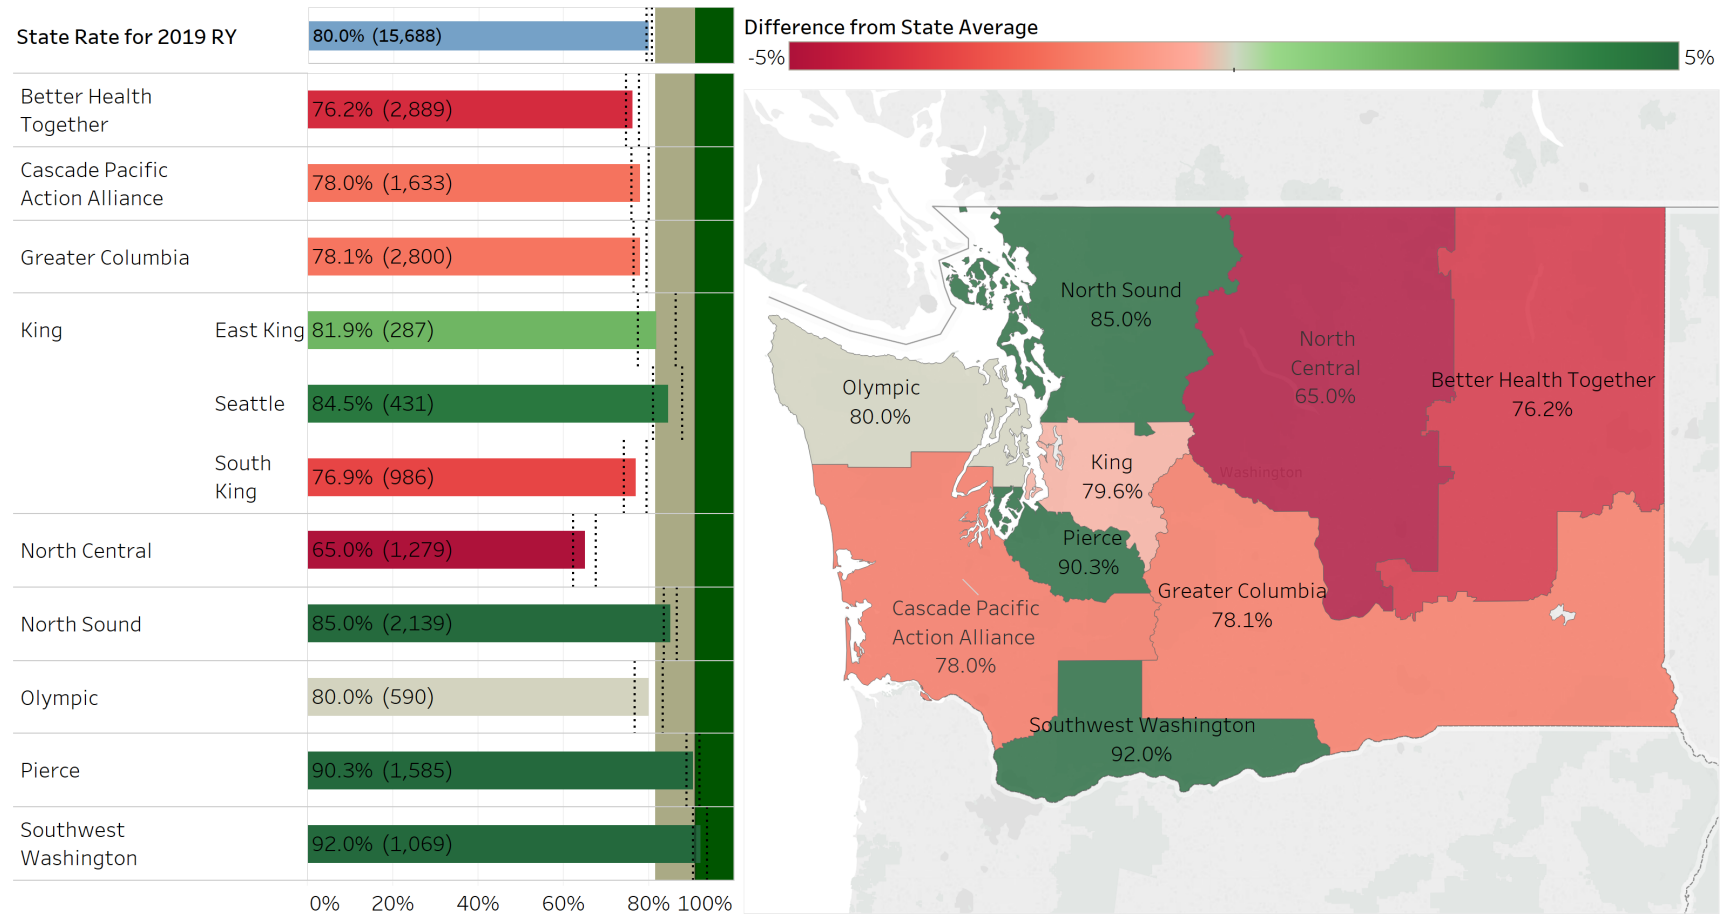 State Rate for 2019 RY
80.0% (15,688)
Better Health
Together
76.2% (2,889)
Cascade Pacific
Action Alliance
78.0% (1,633)
Greater Columbia
78.1% (2,800)
King
East King
81.9% (287)
Seattle
84.5% (431)
South
King
76.9% (986)
North Central
65.0% (1,279)
North Sound
85.0% (2,139)
Olympic
80.0% (590)
Pierce
90.3% (1,585)
Southwest
Washington
92.0% (1,069)
0% 20% 40% 60% 80% 100%
Difference from State Average
-5%
5%
North Sound
85.0%
North
Central
65.0%
Better Health Together
76.2%
Olympic
80.0%
King
79.6%
Washington
Pierce
90.3%
Greater Columbia
78.1%
Cascade Pacific
Action Alliance
78.0%
Southwest Washington
92.0%